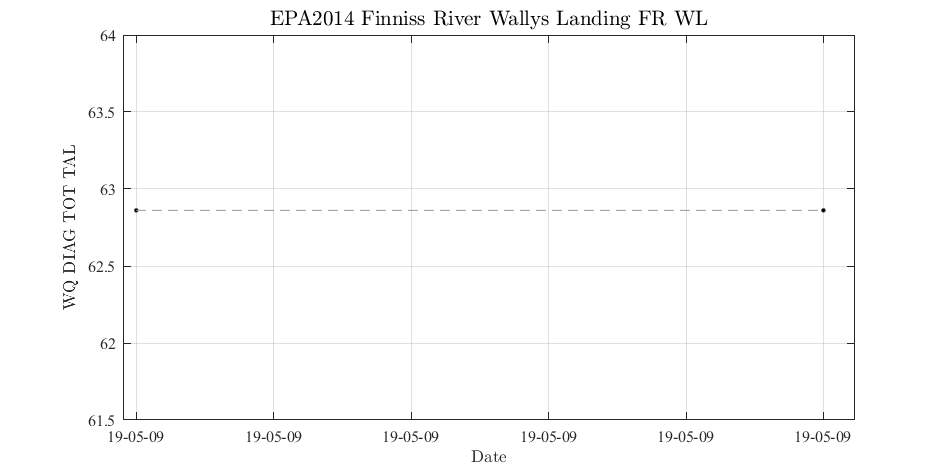 EPA2014 Finniss River Wallys Landing FR WL
64
63.5
63
62.5
62
61.5
WQ DIAG TOT TAL
19-05-09 19-05-09 19-05-09 19-05-09 19-05-09 19-05-09
Date